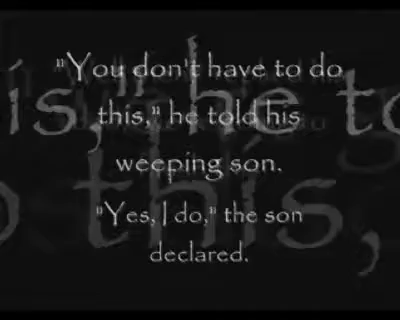 "You don't have to do
this," he told his
weeping son.
"Yes, I do," the son
declared.